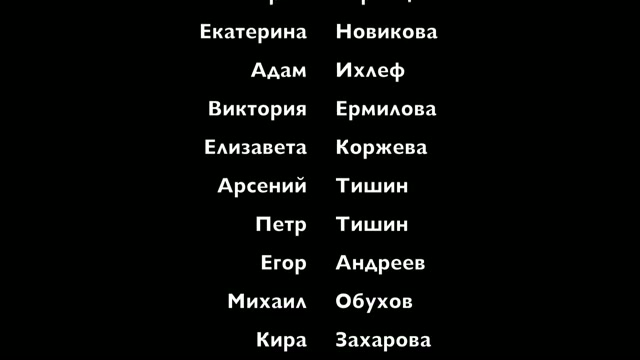 Екатерина Новикова
Адам Ихлеф
Виктория Ермилова
Елизавета Коржева
Арсений Тишин
Петр Тишин
Егор Андреев
Михаил Обухов
Кира Захарова